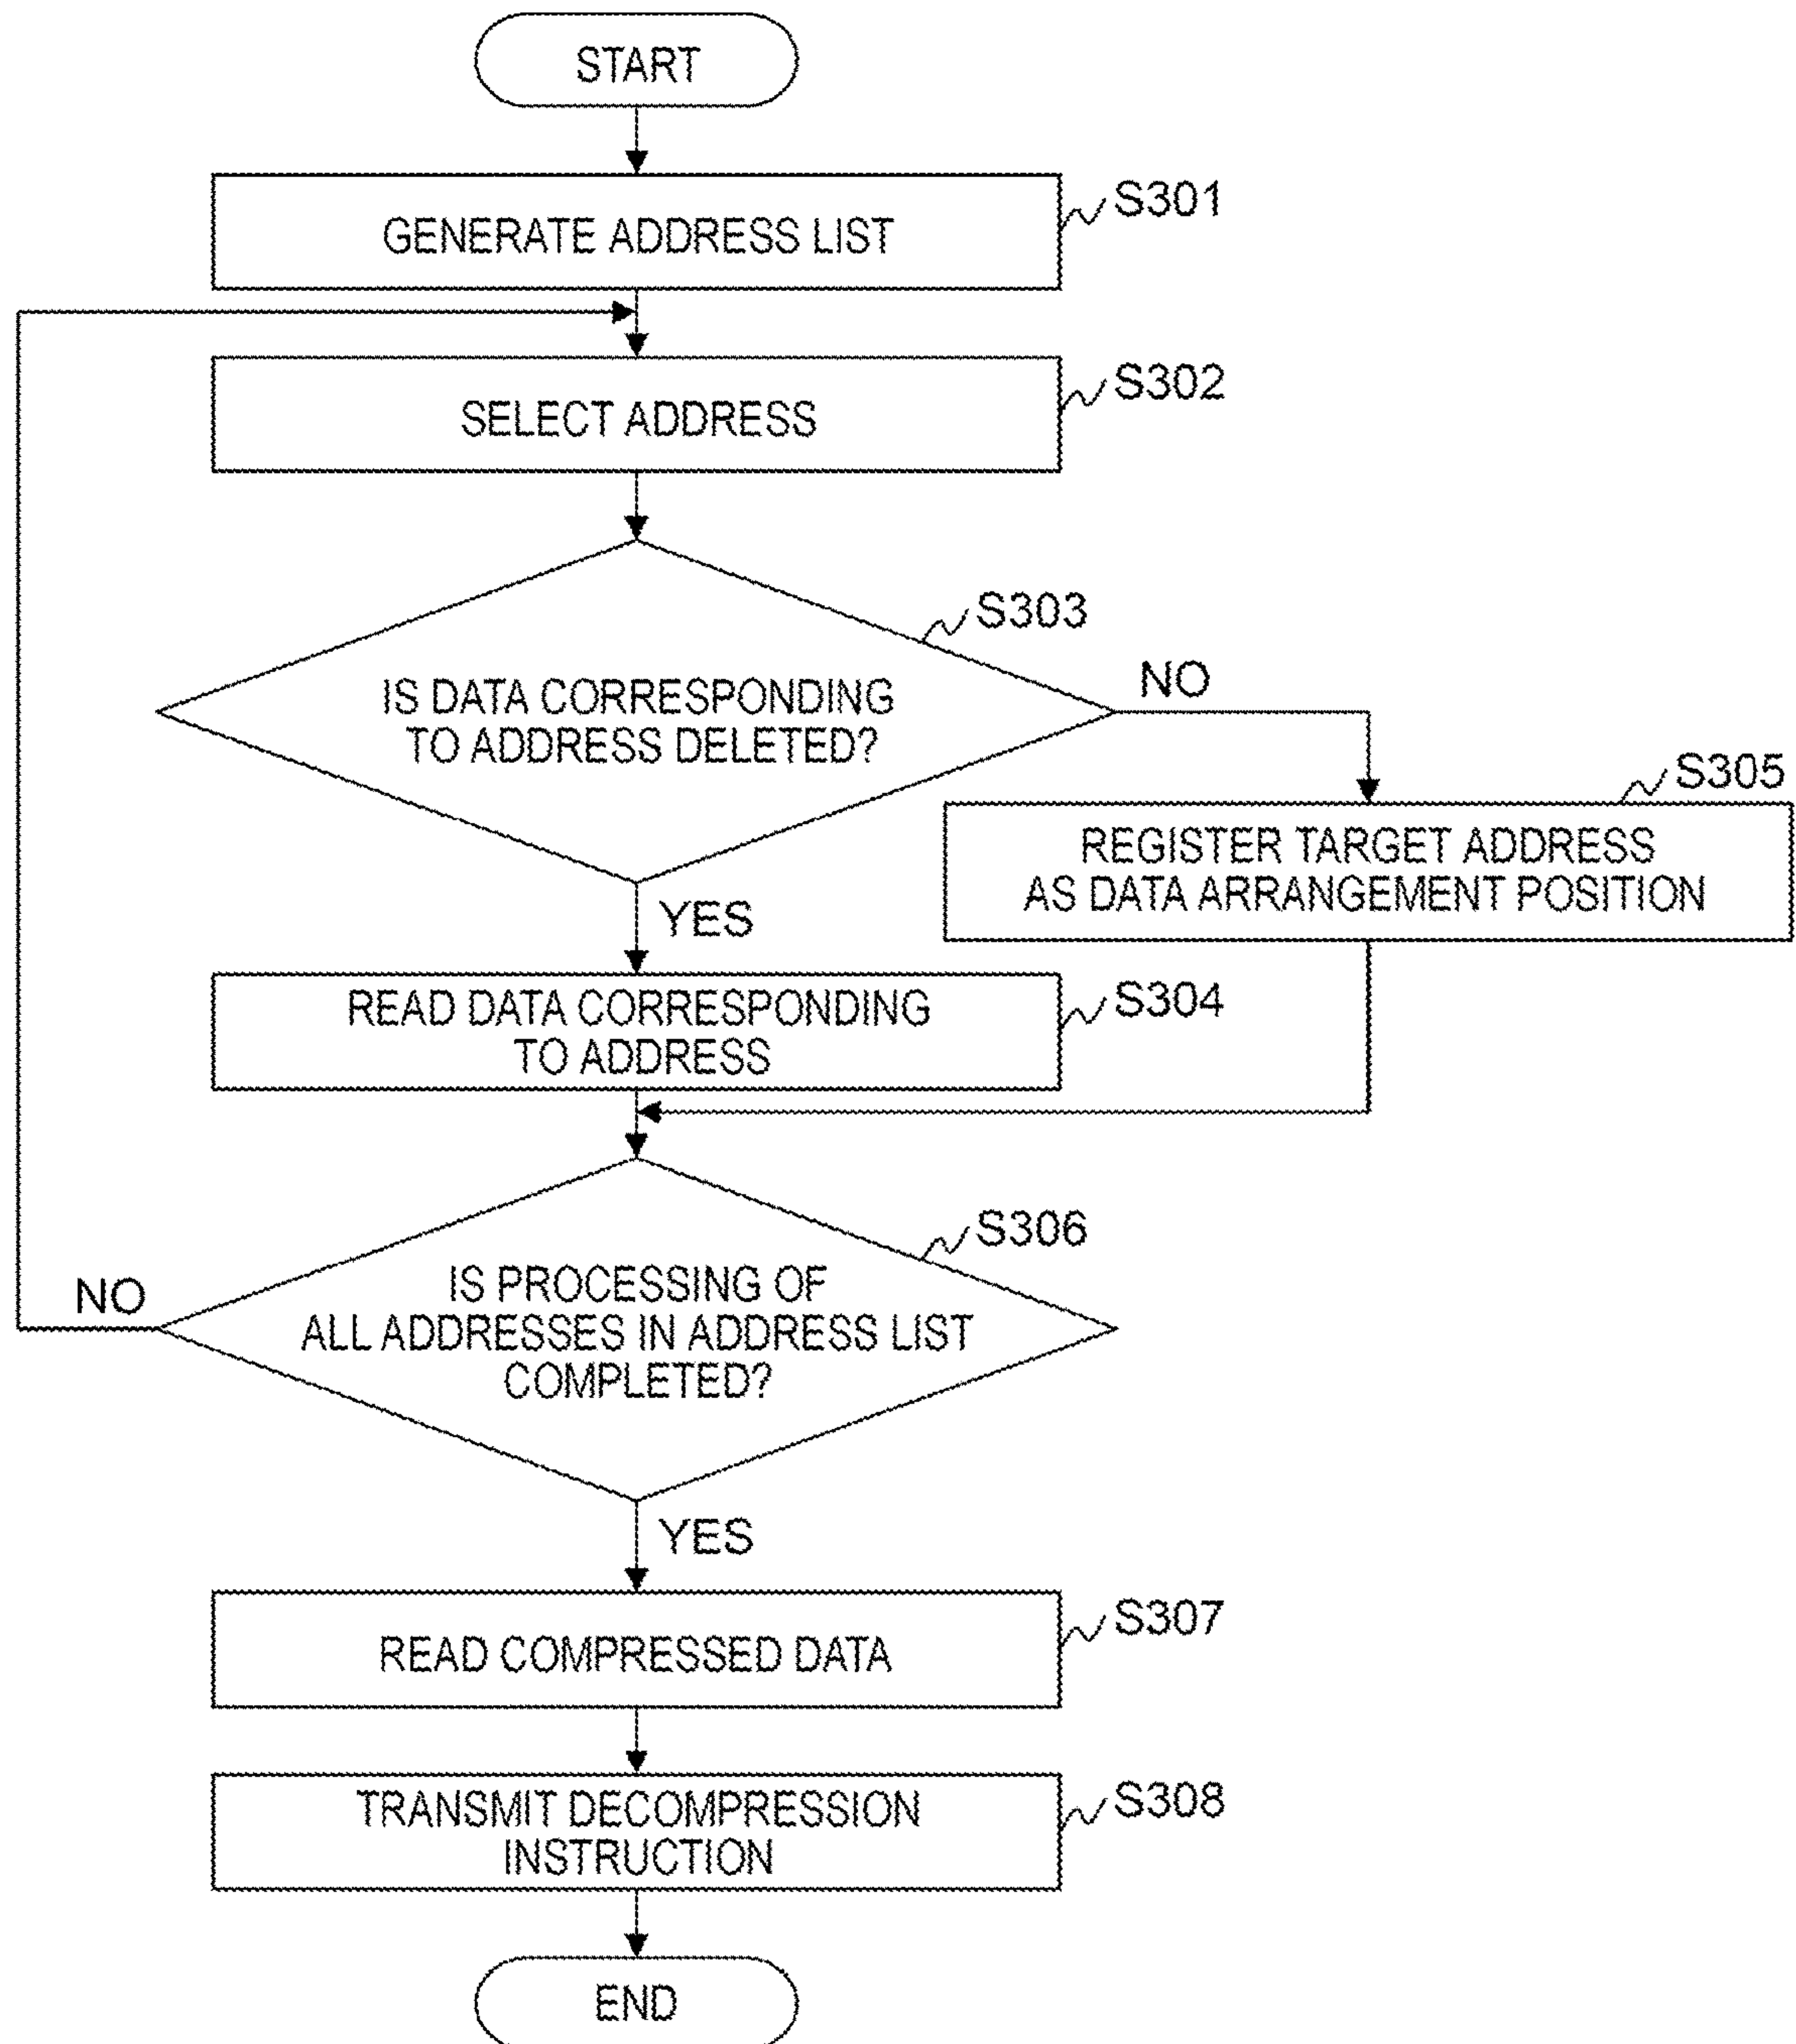 START
GENERATE ADDRESS LIST
S301
SELECT ADDRESS
S302
S303
IS DATA CORRESPONDING
TO ADDRESS DELETED?
NO
S305
REGISTER TARGET ADDRESS
AS DATA ARRANGEMENT POSITION
YES
READ DATA CORRESPONDING
TO ADDRESS
S304
S306
IS PROCESSING OF
ALL ADDRESSES IN ADDRESS LIST
COMPLETED?
NO
YES
READ COMPRESSED DATA
S307
TRANSMIT DECOMPRESSION
INSTRUCTION
S308
END